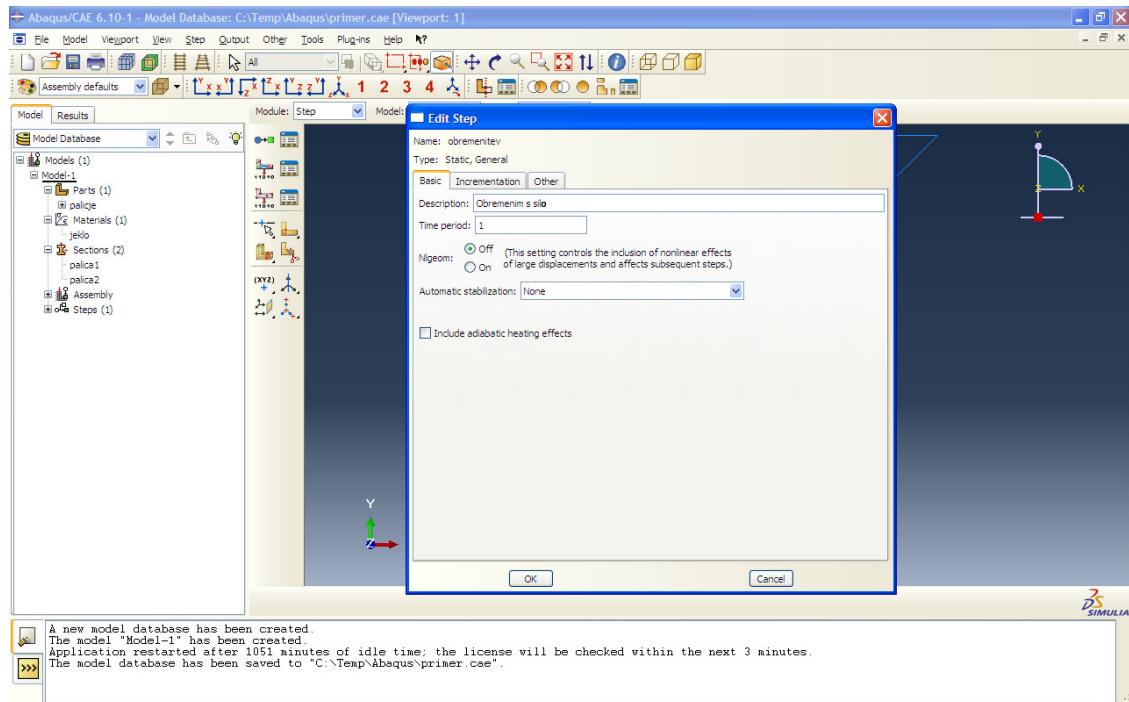 Abaqus/CAE 6.10-1 - Model Database: C:\Temp\Abaqus\primer.cae [Viewport: 1]
File Model Viewport View Step Output Other Tools Plug-ins Help
All
Assembly defaults
1 2 3 4
Model Results
Module: Step Model:
Model Database
Models (1)
Model-1
Parts (1)
palicje
Materials (1)
jeklo
Sections (2)
palica1
palica2
Assembly
Steps (1)
(XYZ)
Edit Step
Name: obremenitev
Type: Static, General
Basic Incrementation Other
Description: Obremenim s silo
Time period: 1
Nlgeom:
Off
On
(This setting controls the inclusion of nonlinear effects
of large displacements and affects subsequent steps.)
Automatic stabilization: None
Include adiabatic heating effects
OK Cancel
Y
X
Z
Y
Z
SIMULIA
A new model database has been created.
The model "Model-1" has been created.
Application restarted after 1051 minutes of idle time; the license will be checked within the next 3 minutes.
The model database has been saved to "C:\Temp\Abaqus\primer.cae".
>>>